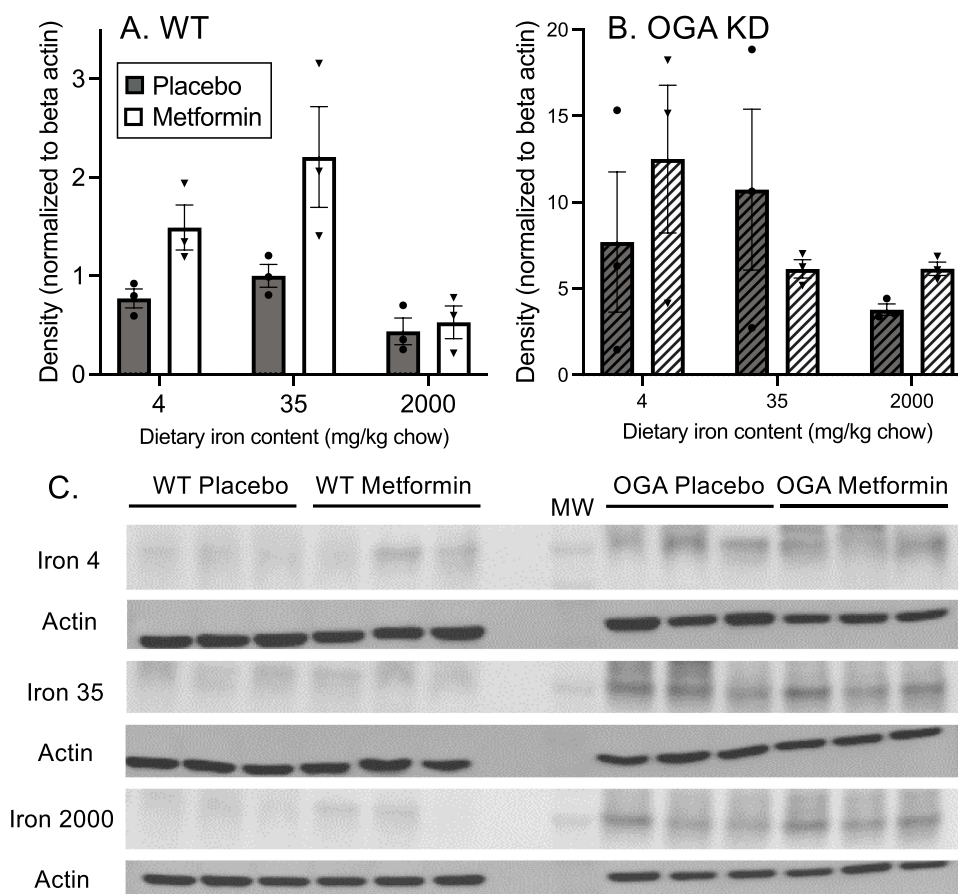 A. WT
Density (normalized to beta actin)
3
2
1
0
Placebo
Metformin
4 35 2000
Dietary iron content (mg/kg chow)
B. OGA KD
Density (normalized to beta actin)
20
15
10
5
0
4 35 2000
Dietary iron content (mg/kg chow)
C.
WT Placebo WT Metformin MW OGA Placebo OGA Metformin
Iron 4
Actin
Iron 35
Actin
Iron 2000
Actin